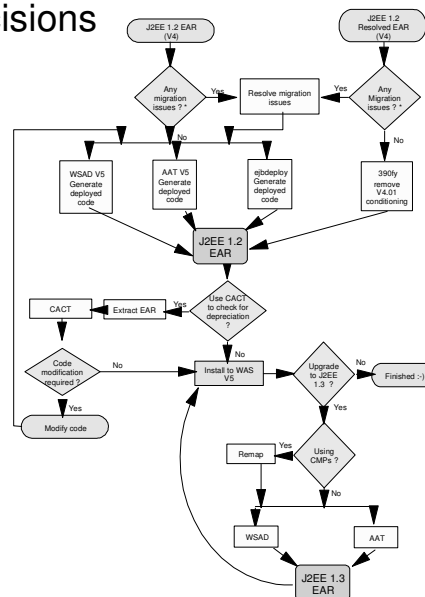 cisions
J2EE 1.2 EAR
(V4)
J2EE 1.2
Resolved EAR
(V4)
Any
migration
issues ? *
Yes
Resolve migration
issues
Yes
Any
Migration
issues ? *
No
No
WSAD V5
Generate
deployed
code
AAT V5
Generate
deployed
code
ejbdeploy
Generate
deployed
code
390fy
remove
V4.01
conditioning
J2EE 1.2
EAR
CACT
Extract EAR
Yes
Use CACT
to check for
depreciation
?
No
Code
modification
required ?
No
Install to WAS
V5
Upgrade
to J2EE
1.3 ?
No
Finished :-)
Yes
Yes
Modify code
Remap
Yes
Using
CMPs ?
No
WSAD
AAT
J2EE 1.3
EAR